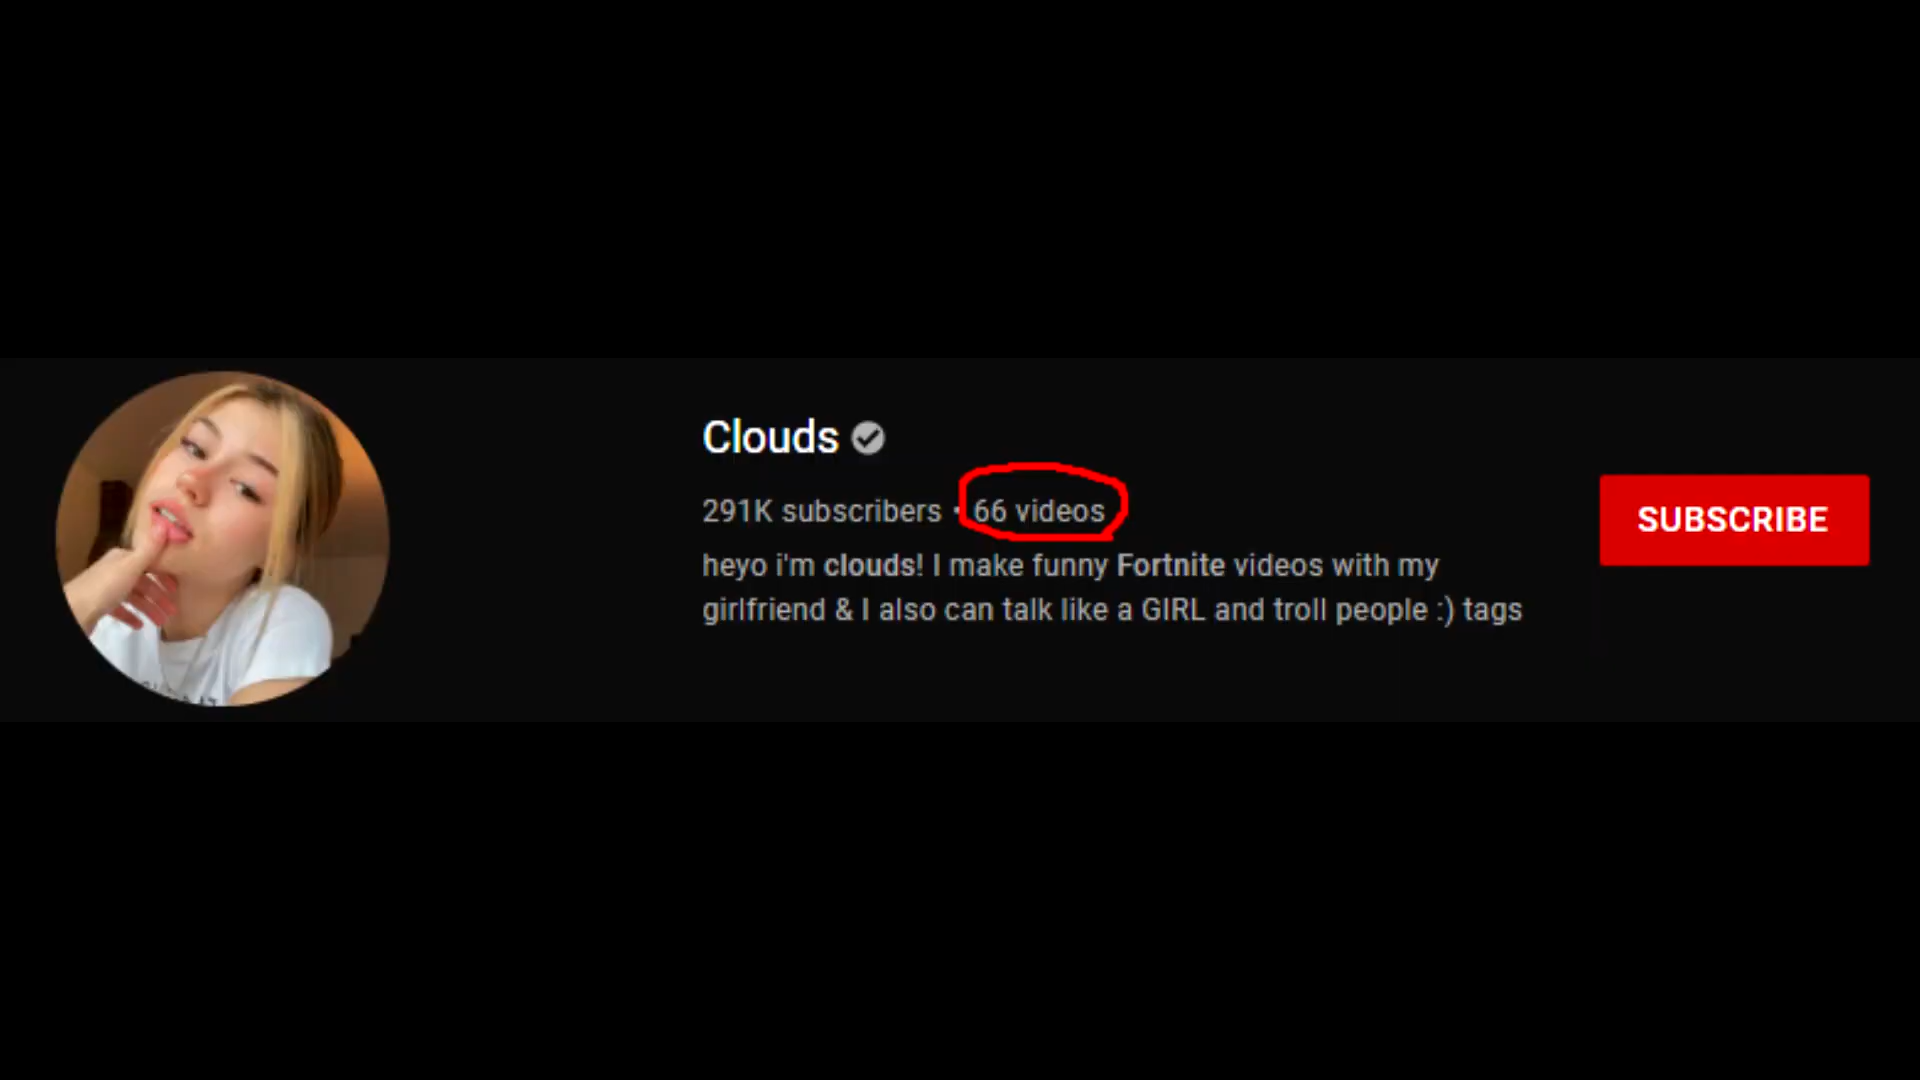 Clouds
291K subscribers • 66 videos
heyo i'm clouds! I make funny Fortnite videos with my
girlfriend & I also can talk like a GIRL and troll people :) tags
SUBSCRIBE